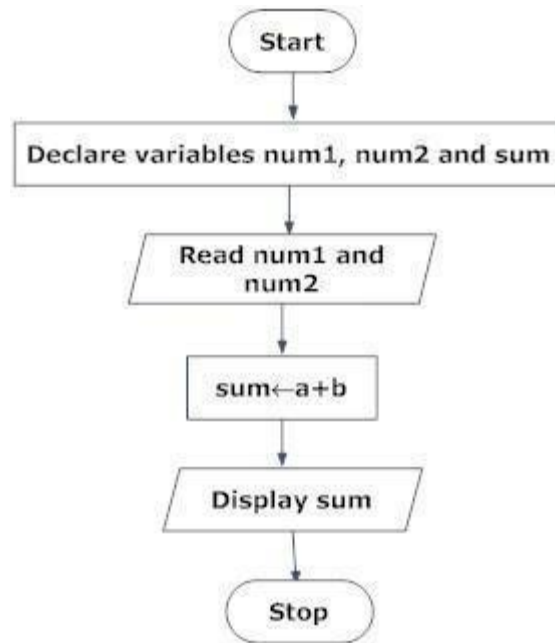 Start
Declare variables num1, num2 and sum
Read num1 and
num2
sum←a+b
Display sum
Stop